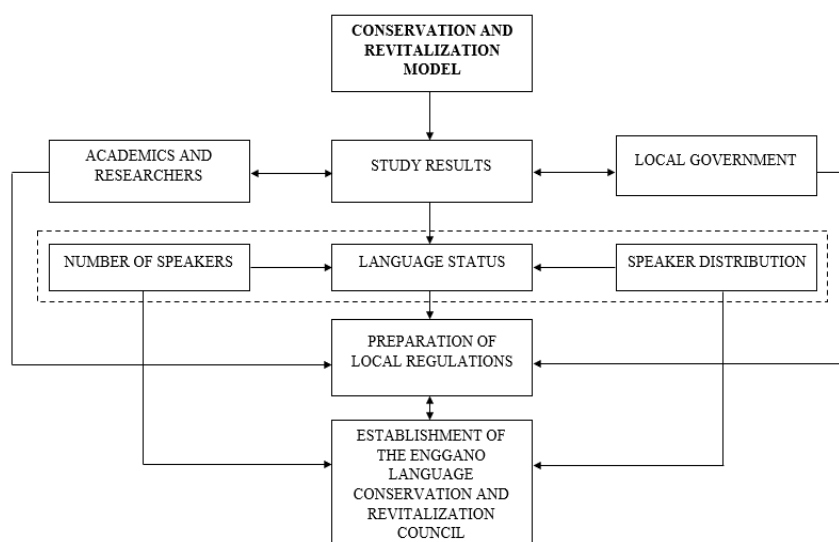 CONSERVATION AND
REVITALIZATION
MODEL
ACADEMICS AND
RESEARCHERS
STUDY RESULTS
LOCAL GOVERNMENT
NUMBER OF SPEAKERS
LANGUAGE STATUS
SPEAKER DISTRIBUTION
PREPARATION OF
LOCAL REGULATIONS
ESTABLISHMENT OF
THE ENGGANO
LANGUAGE
CONSERVATION AND
REVITALIZATION
COUNCIL